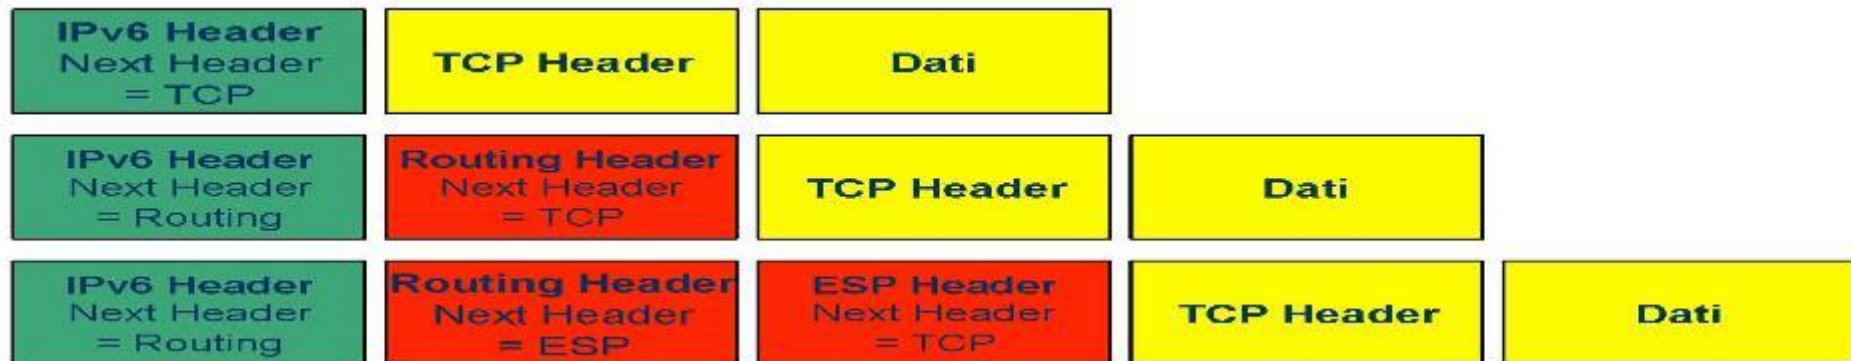 IPv6 Header
Next Header
= TCP
TCP Header
Dati
IPv6 Header
Next Header
= Routing
Routing Header
Next Header
= TCP
TCP Header
Dati
IPv6 Header
Next Header
= Routing
Routing Header
Next Header
= ESP
ESP Header
Next Header
= TCP
TCP Header
Dati